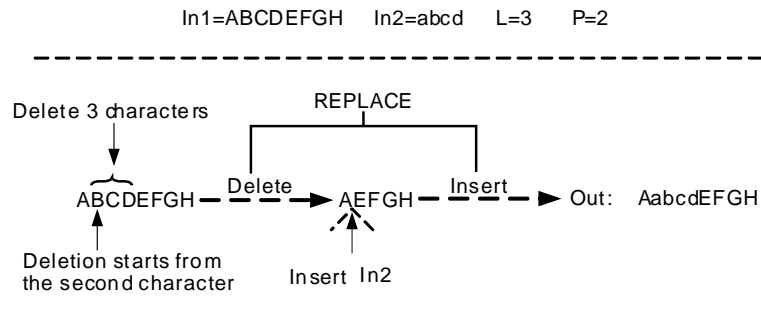 In1=ABCDEFGH In2=abcd L=3 P=2
REPLACE
Delete 3 characters
ABCDEFGH Delete AEFGH Insert Out: AabcdEFGH
Deletion starts from
the second character
Insert In2